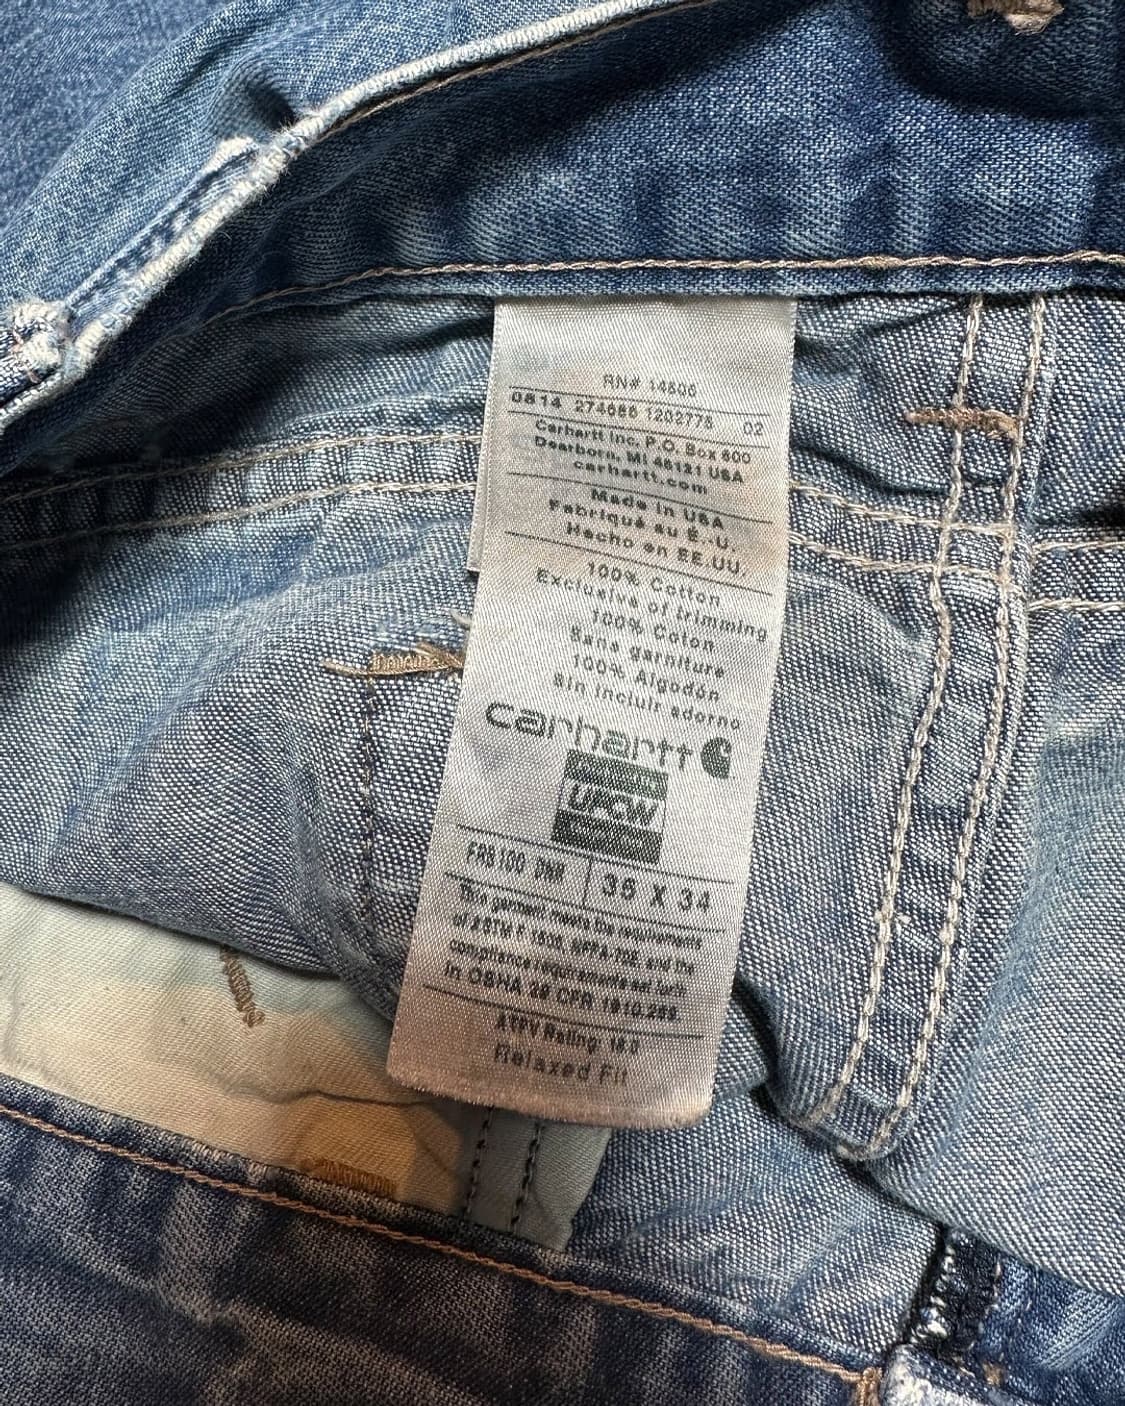 RN# 14806
0814 274686 1202778 02
Carhartt Inc, P.O. Box 600
Dearborn, MI 48121 USA
carhartt.com
Made in USA
Fabriqué au É.-U.
Hecho en EE.UU.
100% Cotton
Exclusive of trimming
100% Coton
Sans garniture
100% Algodón
Sin incluir adorno
carhartt
UFCW
FRB100 DNM
35 X 34
This garment meets the requirements
of ASTM F 1506, NFPA-70E, and the
compliance requirements set forth
in OSHA 29 CFR 1910.269
ATPV Rating: 18.0
Relaxed Fit